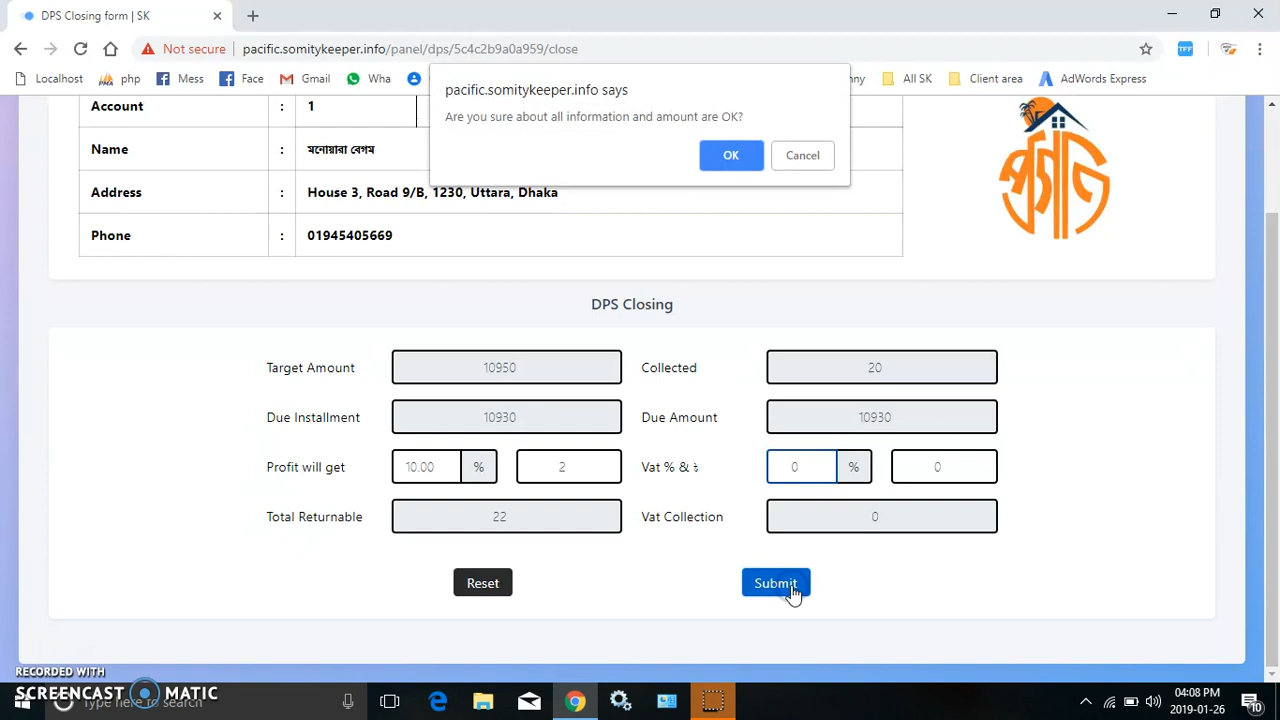 DPS Closing form | SK
Not secure pacific.somitykeeper.info/panel/dps/5c4c2b9a0a959/close
Localhost php Mess Face Gmail Wha nny All SK Client area AdWords Express
pacific.somitykeeper.info says
Are you sure about all information and amount are OK?
OK Cancel
Account : 1
Name : মনোয়ারা বেগম
Address : House 3, Road 9/B, 1230, Uttara, Dhaka
Phone : 01945405669
DPS Closing
Target Amount 10950 Collected 20
Due Installment 10930 Due Amount 10930
Profit will get 10.00 % 2 Vat % & ৳ 0 % 0
Total Returnable 22 Vat Collection 0
Reset Submit
RECORDED WITH
SCREENCAST MATIC
Type here to search
04:08 PM
2019-01-26
10